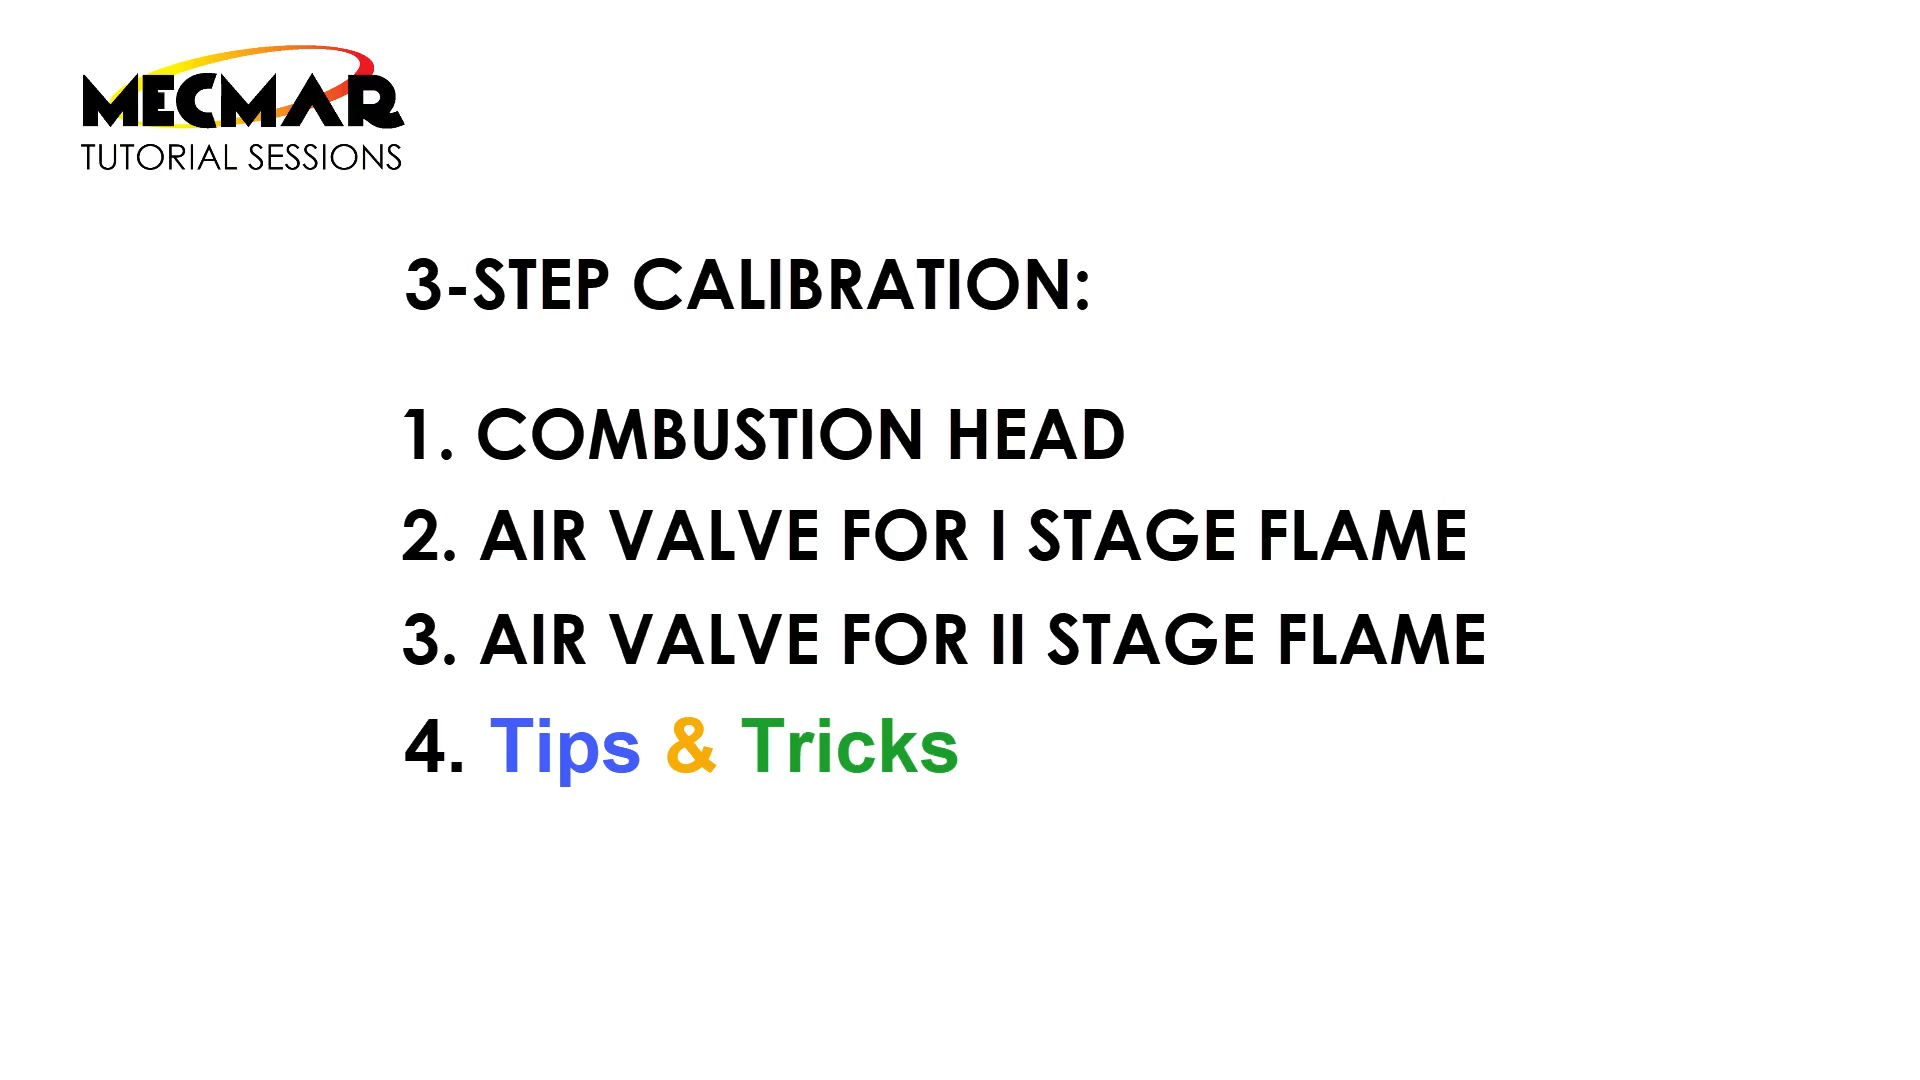 MECMAR
TUTORIAL SESSIONS
3-STEP CALIBRATION:
1. COMBUSTION HEAD
2. AIR VALVE FOR I STAGE FLAME
3. AIR VALVE FOR II STAGE FLAME
4. Tips & Tricks